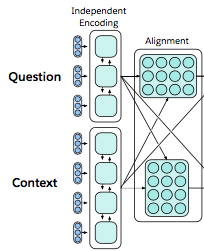 Independent
Encoding
Alignment
Question
Context